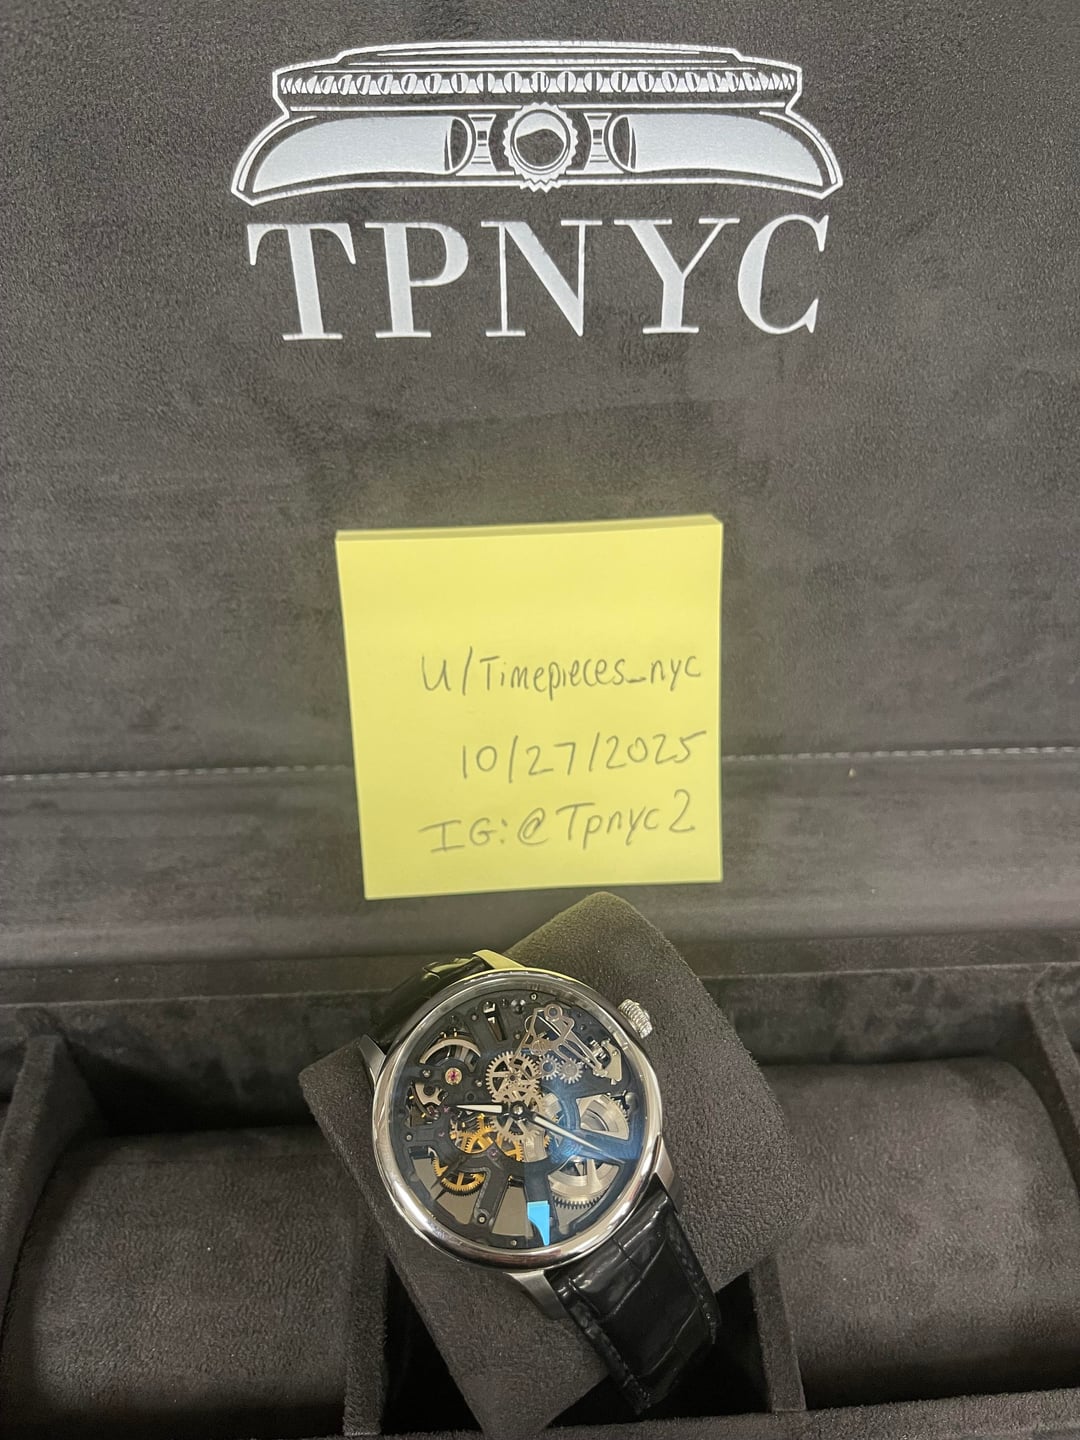 TPNYC
u/Timepieces_nyc
10/27/2025
IG:@Tpnyc2